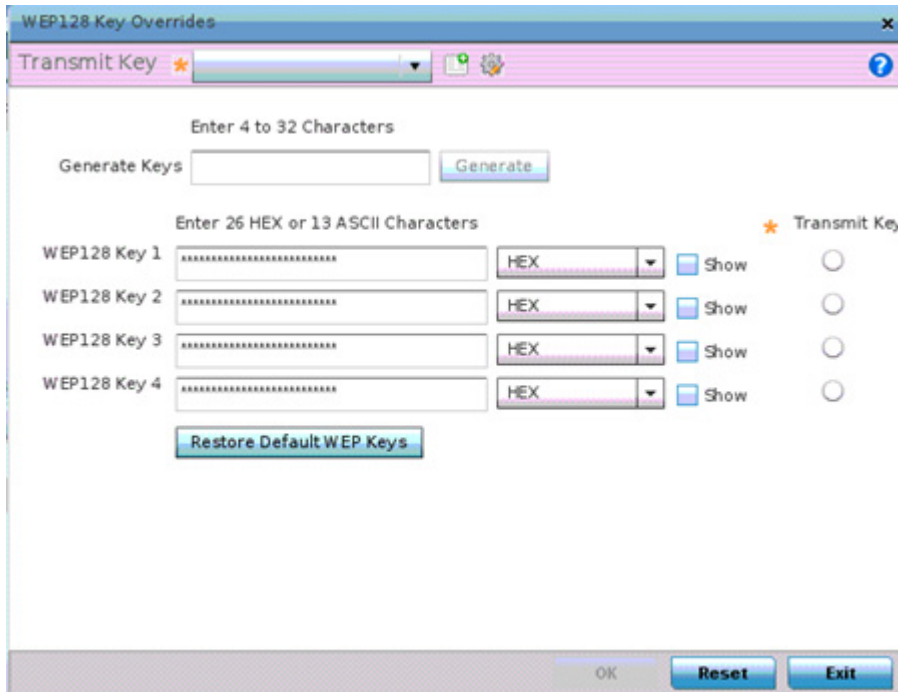 WEP128 Key Overrides
Transmit Key *
Enter 4 to 32 Characters
Generate Keys Generate
Enter 26 HEX or 13 ASCII Characters * Transmit Key
WEP128 Key 1 ************************** HEX Show
WEP128 Key 2 ************************** HEX Show
WEP128 Key 3 ************************** HEX Show
WEP128 Key 4 ************************** HEX Show
Restore Default WEP Keys
OK Reset Exit